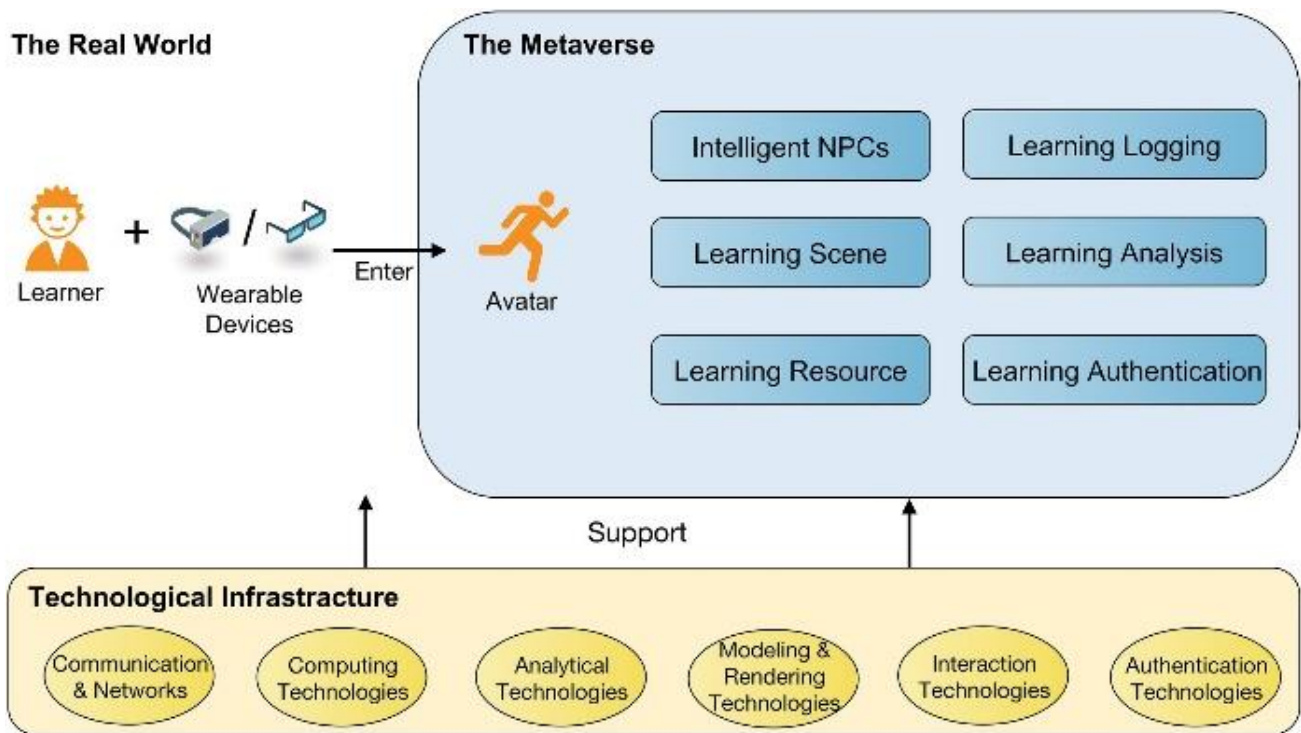 The Real World
The Metaverse
Intelligent NPCs
Learning Logging
+
/
Enter
Learner
Wearable
Devices
Avatar
Learning Scene
Learning Analysis
Learning Resource
Learning Authentication
Support
Technological Infrastracture
Communication
& Networks
Computing
Technologies
Analytical
Technologies
Modeling &
Rendering
Technologies
Interaction
Technologies
Authentication
Technologies